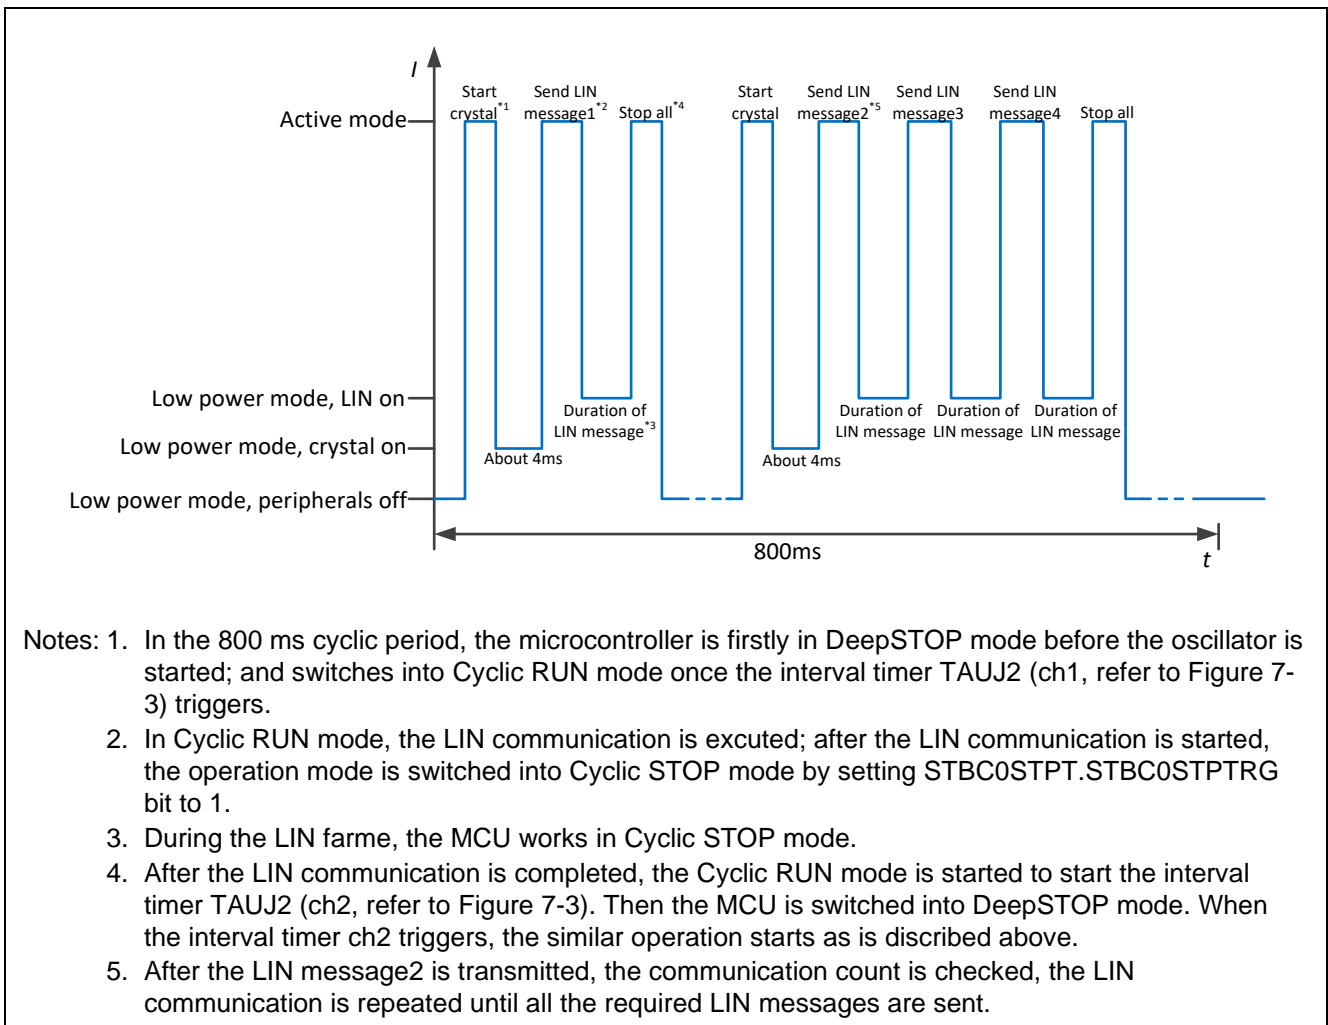 I
Start
crystal*1
Send LIN
message1*2
Stop all*4
Start
crystal
Send LIN
message2*5
Send LIN
message3
Send LIN
message4
Stop all
Active mode
Low power mode, LIN on
Duration of
LIN message*3
Duration of
LIN message
Duration of
LIN message
Duration of
LIN message
Low power mode, crystal on
About 4ms
About 4ms
Low power mode, peripherals off
800ms
t
Notes: 1. In the 800 ms cyclic period, the microcontroller is firstly in DeepSTOP mode before the oscillator is
started; and switches into Cyclic RUN mode once the interval timer TAUJ2 (ch1, refer to Figure 7-
3) triggers.
2. In Cyclic RUN mode, the LIN communication is excuted; after the LIN communication is started,
the operation mode is switched into Cyclic STOP mode by setting STBC0STPT.STBC0STPTRG
bit to 1.
3. During the LIN farme, the MCU works in Cyclic STOP mode.
4. After the LIN communication is completed, the Cyclic RUN mode is started to start the interval
timer TAUJ2 (ch2, refer to Figure 7-3). Then the MCU is switched into DeepSTOP mode. When
the interval timer ch2 triggers, the similar operation starts as is discribed above.
5. After the LIN message2 is transmitted, the communication count is checked, the LIN
communication is repeated until all the required LIN messages are sent.